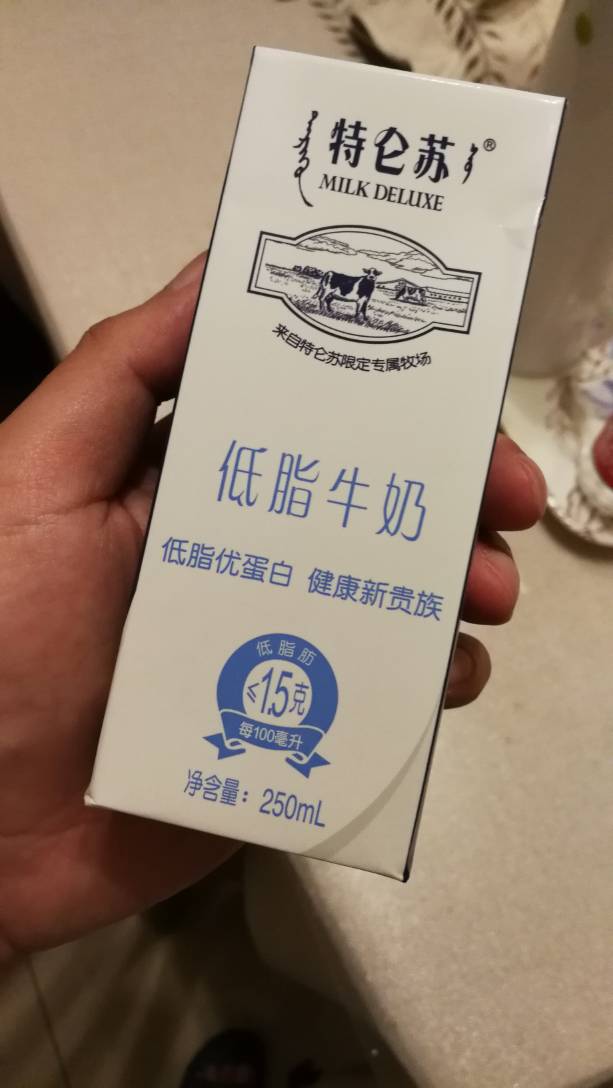 特仑苏®
MILK DELUXE
来自特仑苏限定专属牧场
低脂牛奶
低脂优蛋白 健康新贵族
低脂肪
≤1.5克
每100毫升
净含量：250mL